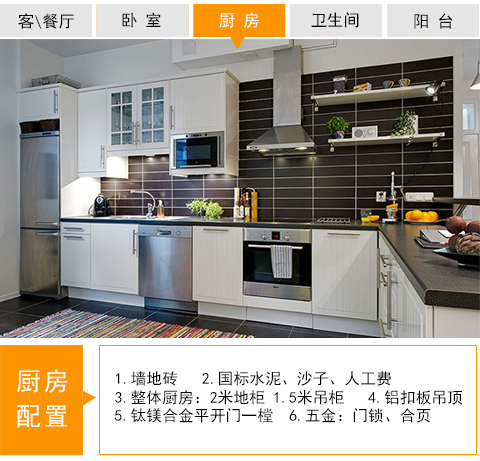 客\餐厅 卧 室 厨 房 卫生间 阳 台
厨房
配置
1.墙地砖 2.国标水泥、沙子、人工费
3.整体厨房：2米地柜 1.5米吊柜 4.铝扣板吊顶
5.钛镁合金平开门一樘 6.五金：门锁、合页